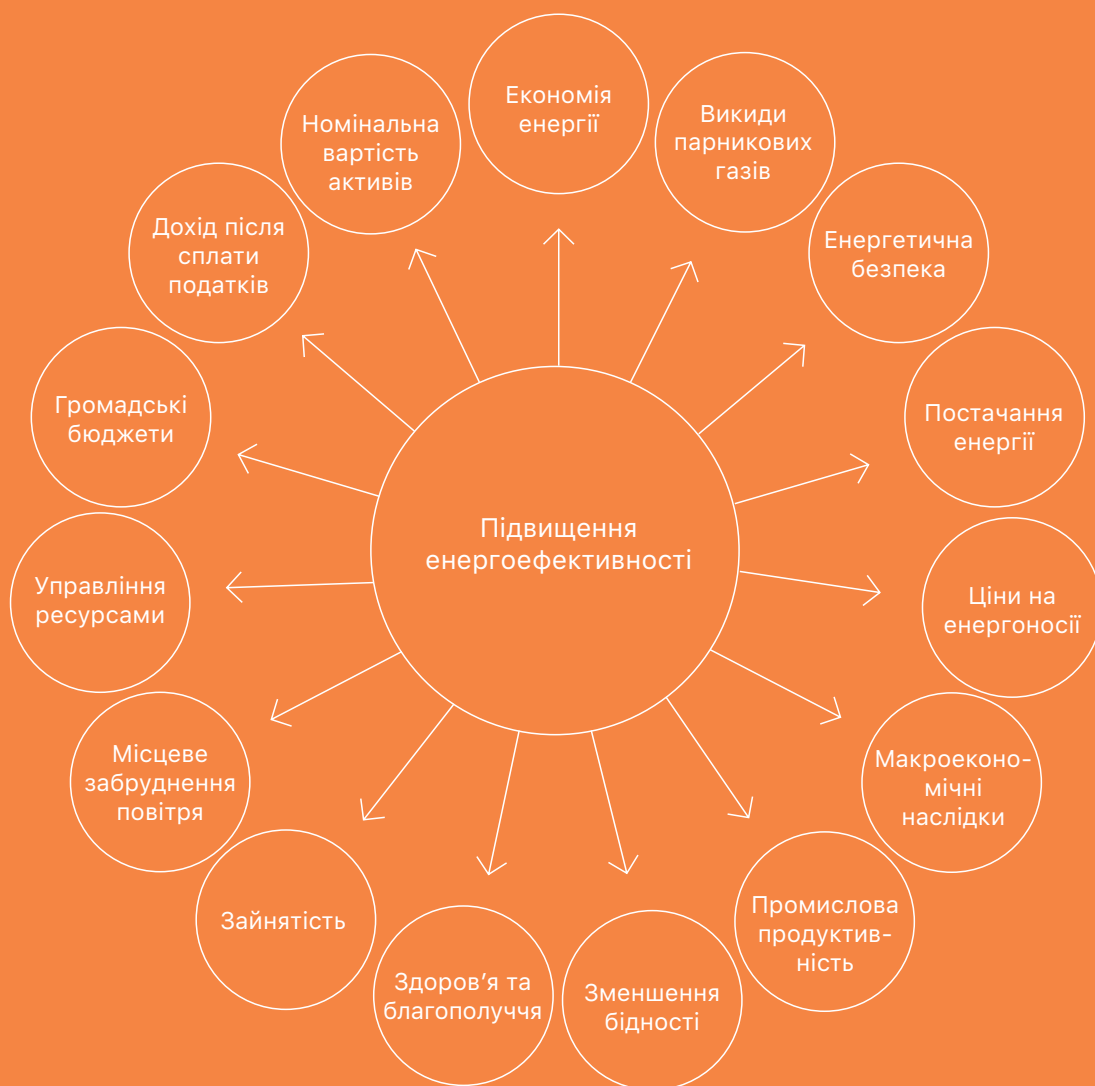 Економія
енергії
Викиди
парникових
газів
Енергетична
безпека
Постачання
енергії
Ціни на
енергоносії
Макроеконо-
мічні
наслідки
Промислова
продуктив-
ність
Зменшення
бідності
Здоров’я та
благополуччя
Зайнятість
Місцеве
забруднення
повітря
Управління
ресурсами
Громадські
бюджети
Дохід після
сплати
податків
Номінальна
вартість
активів
Підвищення
енергоефективності